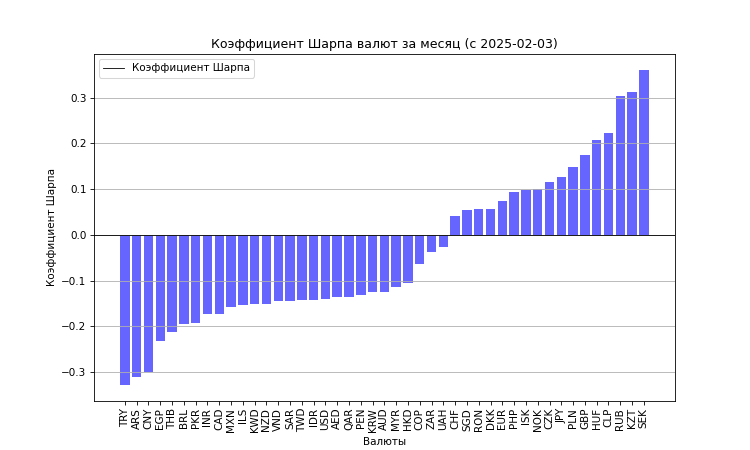 Коэффициент Шарпа валют за месяц (с 2025-02-03)
Коэффициент Шарпа
Коэффициент Шарпа
0.3
0.2
0.1
0.0
−0.1
−0.2
−0.3
TRY ARS CNY EGP THB BRL PKR INR CAD MXN ILS KWD NZD VND SAR TWD IDR USD AED QAR PEN KRW AUD MYR HKD COP ZAR UAH CHF SGD RON DKK EUR PHP ISK NOK CZK JPY PLN GBP HUF CLP RUB KZT SEK
Валюты